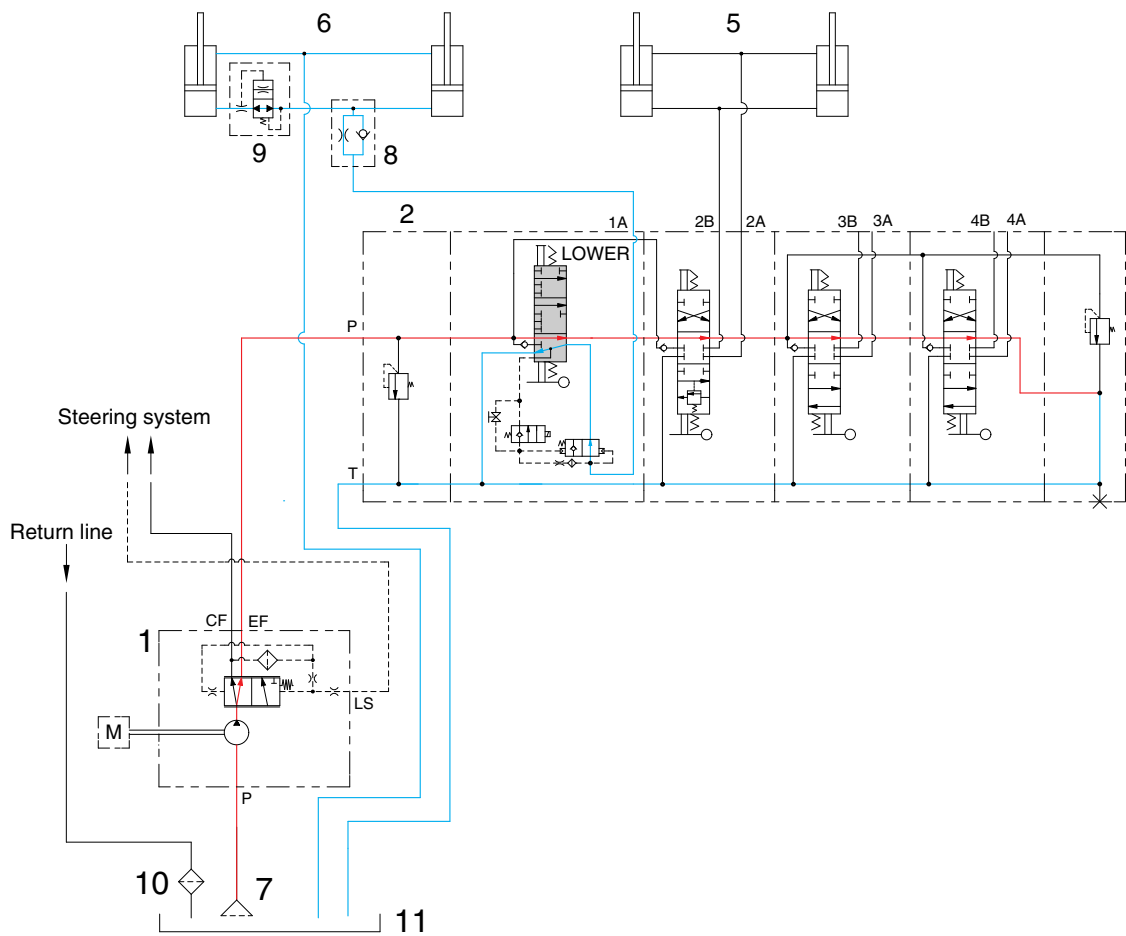 6
5
9
8
2
1A
2B
2A
3B
3A
4B
4A
LOWER
P
Steering system
T
Return line
CF
EF
1
LS
M
P
10
7
11